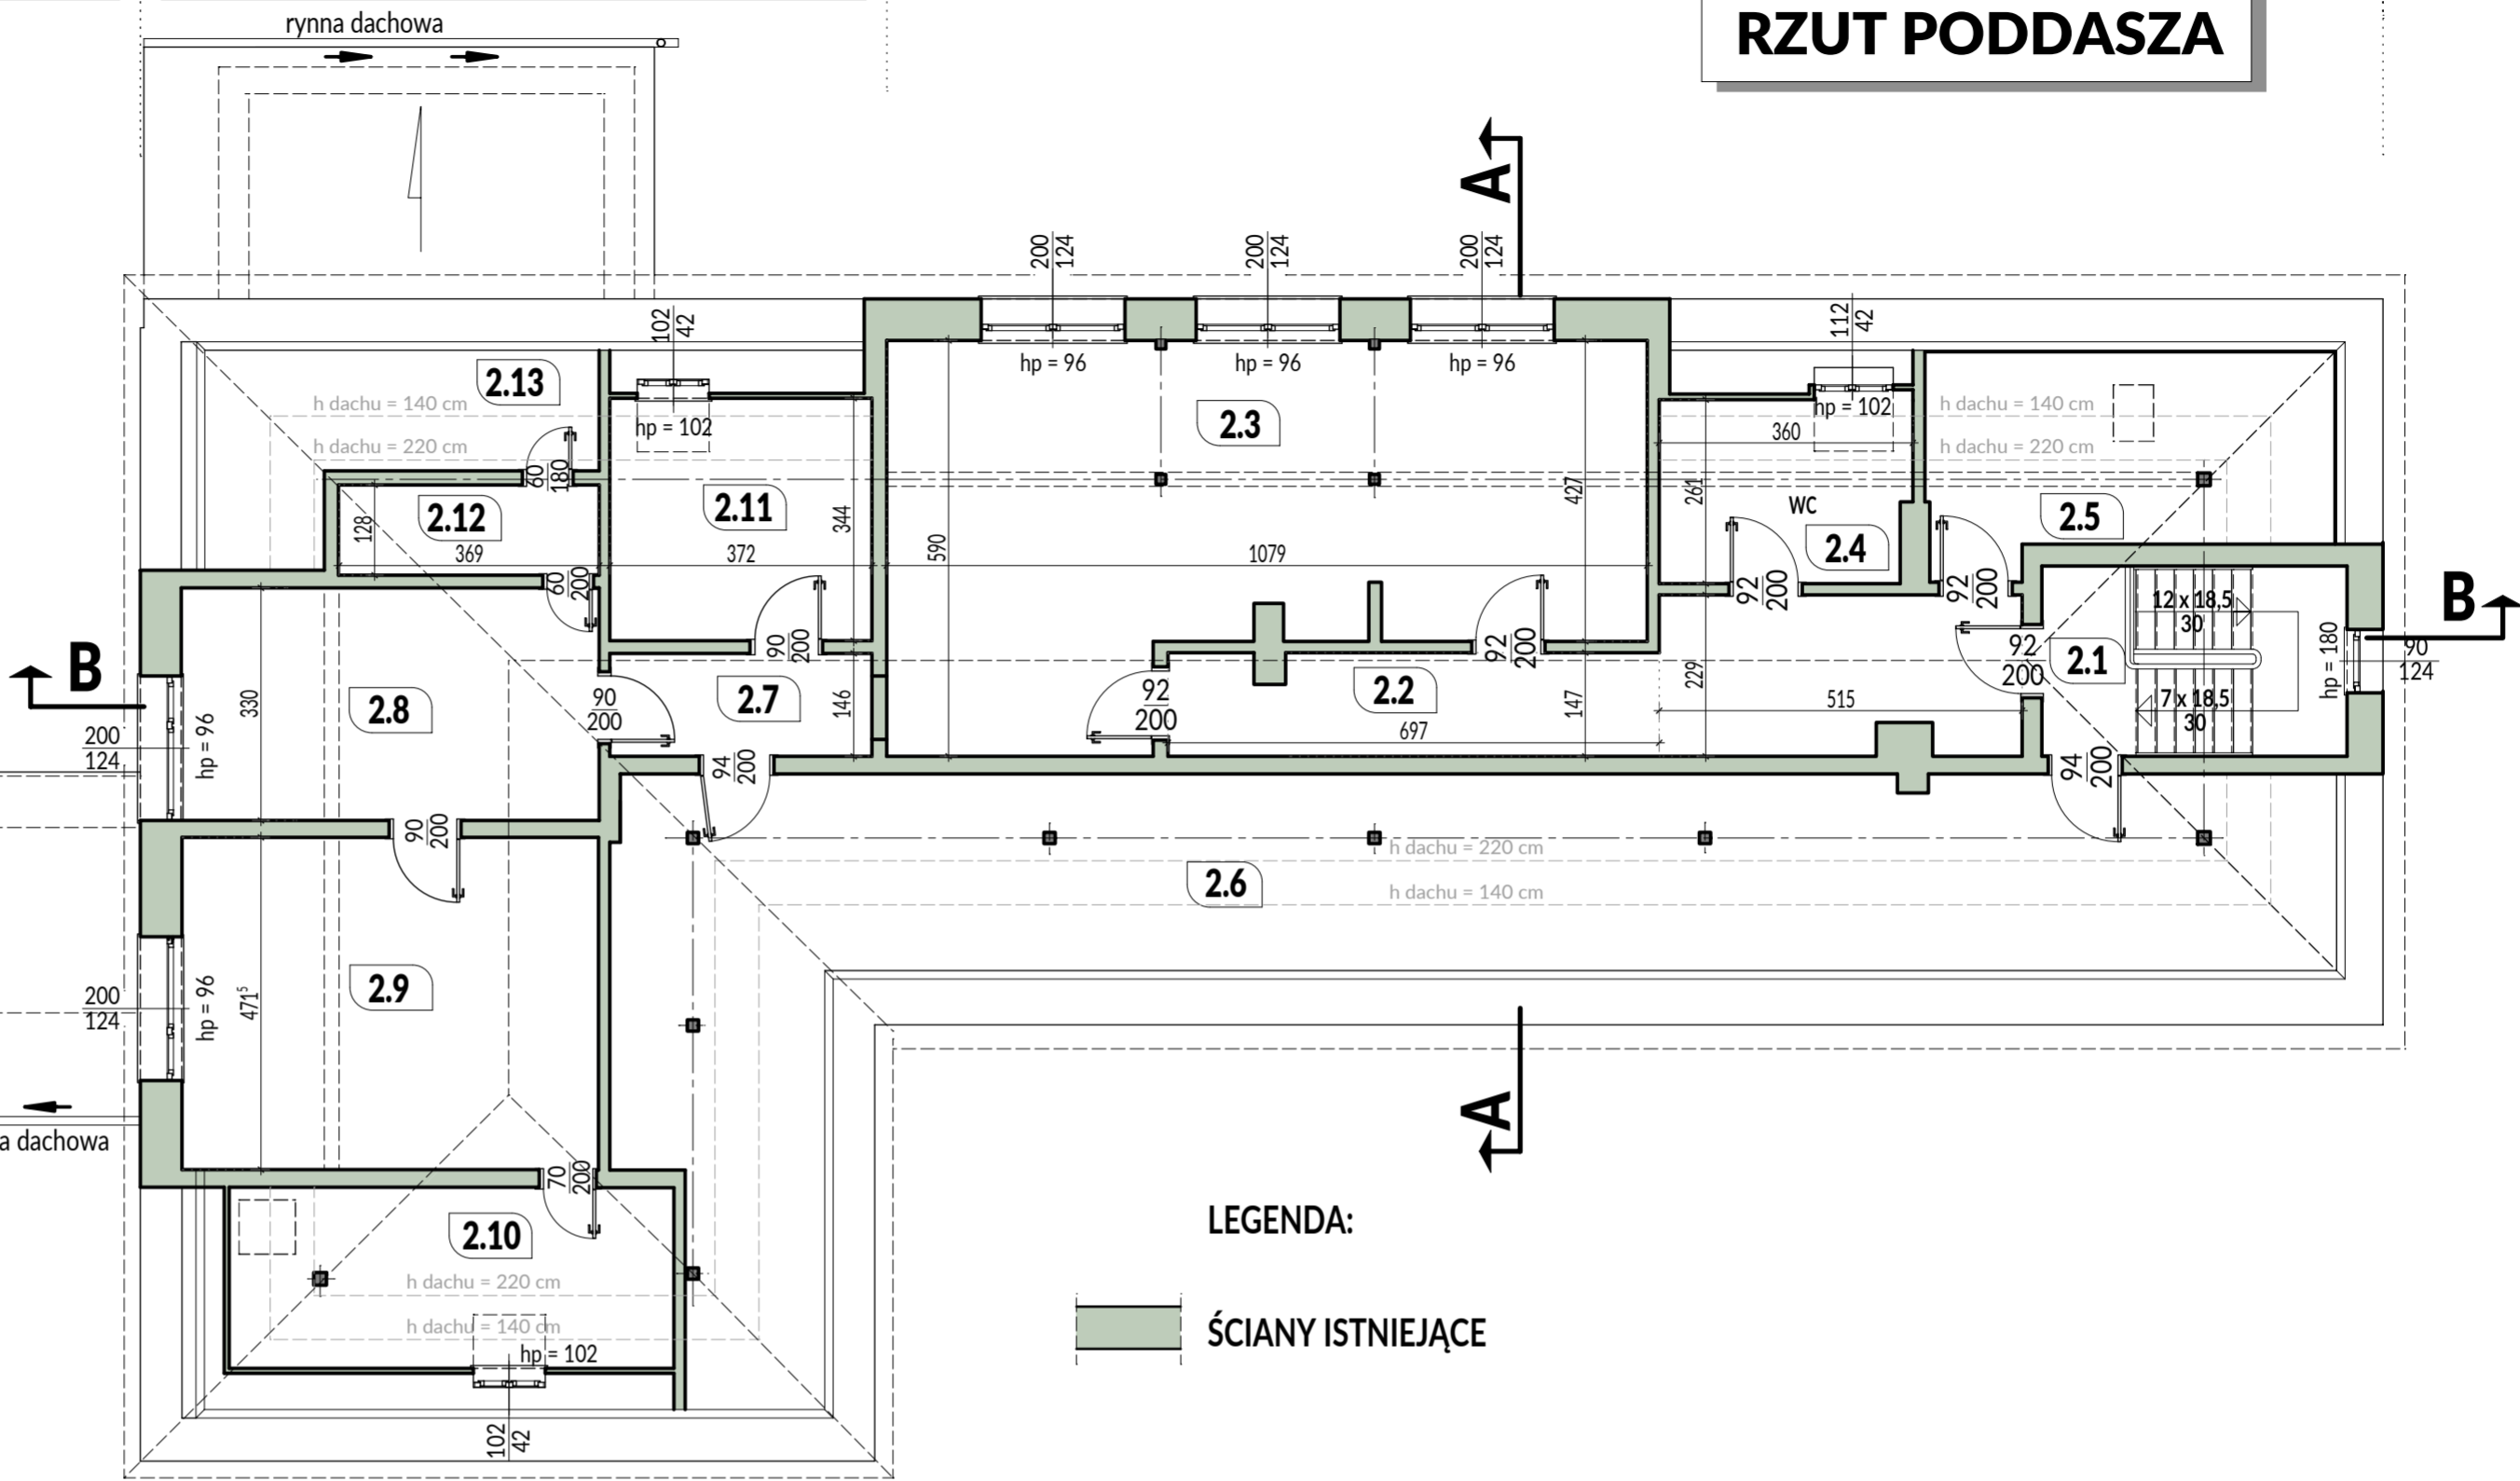 rynna dachowa
RZUT PODDASZA
A
200
124
200
124
200
124
102
42
112
42
hp = 96
hp = 96
hp = 96
2.13
h dachu = 140 cm
h dachu = 220 cm
60
180
hp = 102
2.3
hp = 102
360
h dachu = 140 cm
h dachu = 220 cm
2.12
128
369
2.11
344
372
590
1079
427
261
WC
2.4
2.5
60
200
90
200
92
200
92
200
92
200
12 x 18,5
30
B
B
2.8
330
90
200
2.7
146
92
200
2.2
697
147
229
515
92
200
2.1
7 x 18,5
30
hp = 180
90
124
200
124
hp = 96
94
200
94
200
90
200
h dachu = 220 cm
2.6
h dachu = 140 cm
2.9
471⁵
200
124
hp = 96
a dachowa
A
70
200
2.10
h dachu = 220 cm
h dachu = 140 cm
hp = 102
102
42
LEGENDA:
ŚCIANY ISTNIEJĄCE